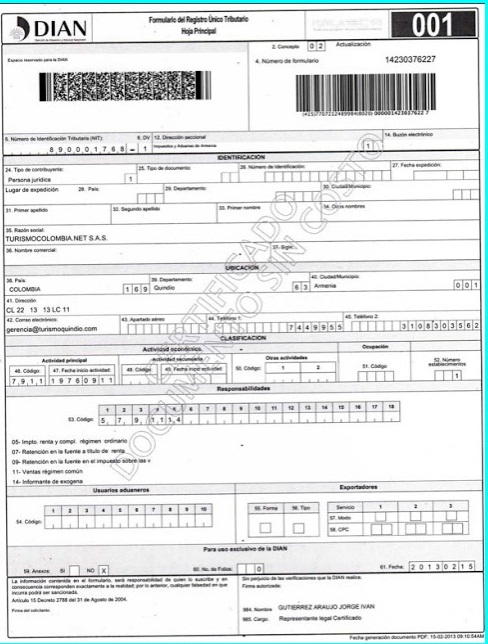 DIAN
Formulario del Registro Único Tributario
Hoja Principal
001
2. Concepto 0 2 Actualización
Espacio reservado para la DIAN
4. Número de formulario 14230376227
5. Número de Identificación Tributaria (NIT): 6. DV 12. Dirección seccional 14. Buzón electrónico
8 9 0 0 0 1 7 6 8 - 1 Impuestos y Aduanas de Armenia 1
IDENTIFICACIÓN
24. Tipo de contribuyente: 25. Tipo de documento: 26. Número de Identificación: 27. Fecha expedición:
Persona jurídica 1
Lugar de expedición 28. País: 29. Departamento: 30. Ciudad/Municipio:
31. Primer apellido 32. Segundo apellido 33. Primer nombre 34. Otros nombres
35. Razón social:
TURISMOCOLOMBIA.NET S.A.S.
36. Nombre comercial: 37. Sigla:
UBICACIÓN
38. País: 39. Departamento: 40. Ciudad/Municipio:
COLOMBIA 1 6 9 Quindío 6 3 Armenia 0 0 1
41. Dirección
CL 22 13 13 LC 11
42. Correo electrónico: 43. Apartado aéreo 44. Teléfono 1: 45. Teléfono 2:
gerencia@turismoquindio.com 7 4 4 9 9 5 5 3 1 0 8 3 0 3 5 6 2
CLASIFICACIÓN
Actividad económica Ocupación
Actividad principal Actividad secundaria Otras actividades 52. Número establecimientos
46. Código: 47. Fecha inicio actividad: 48. Código: 49. Fecha inicio actividad: 50. Código: 1 2 51. Código
7 9 1 1 1 9 7 6 0 9 1 1 1
Responsabilidades
1 2 3 4 5 6 7 8 9 10 11 12 13 14 15 16 17 18
53. Código: 5 7 9 1 1 1 4
05- Impto. renta y compl. régimen ordinario
07- Retención en la fuente a título de renta
09- Retención en la fuente en el impuesto sobre las v
11- Ventas régimen común
14- Informante de exogena
Usuarios aduaneros Exportadores
1 2 3 4 5 6 7 8 9 10 55. Forma 56. Tipo Servicio 1 2 3
54. Código: 57. Modo
58. CPC
Para uso exclusivo de la DIAN
59. Anexos: SI NO X 60. No. de Folios: 0 61. Fecha: 2 0 1 3 0 2 1 5
La información contenida en el formulario, será responsabilidad de quien lo suscribe y en
consecuencia corresponden exactamente a la realidad; por lo anterior, cualquier falsedad en que
incurra podrá ser sancionada.
Artículo 15 Decreto 2788 del 31 de Agosto de 2004.
Firma del solicitante:
Sin perjuicio de las verificaciones que la DIAN realice.
Firma autorizada:
984. Nombre GUTIERREZ ARAUJO JORGE IVAN
985. Cargo: Representante legal Certificado
Fecha generación documento PDF: 15-02-2013 09:10:54AM
CERTIFICADO
DOCUMENTO SIN COSTO